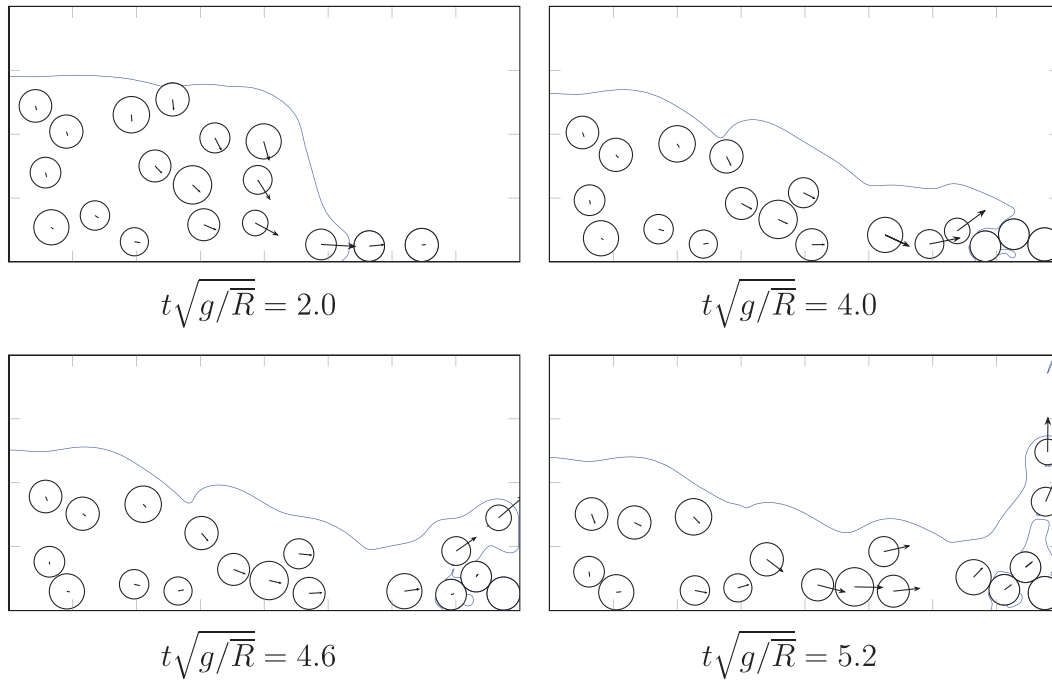 t√(g/R̅) = 2.0
t√(g/R̅) = 4.0
t√(g/R̅) = 4.6
t√(g/R̅) = 5.2